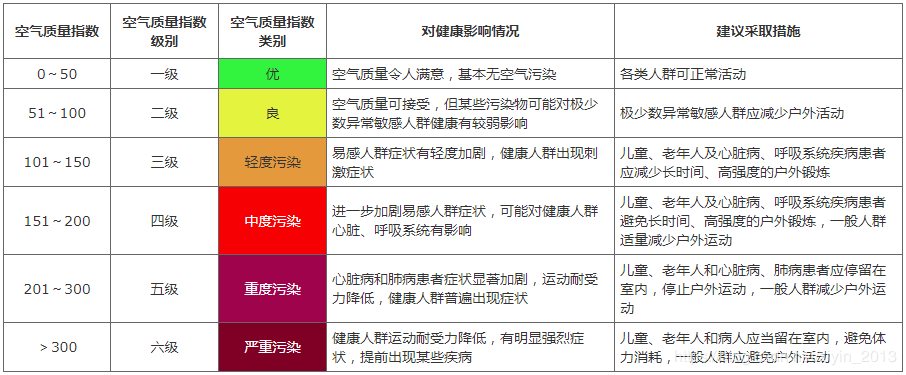 空气质量指数
空气质量指数
级别
空气质量指数
类别
对健康影响情况
建议采取措施
0～50
一级
优
空气质量令人满意，基本无空气污染
各类人群可正常活动
51～100
二级
良
空气质量可接受，但某些污染物可能对极少
数异常敏感人群健康有较弱影响
极少数异常敏感人群应减少户外活动
101～150
三级
轻度污染
易感人群症状有轻度加剧，健康人群出现刺
激症状
儿童、老年人及心脏病、呼吸系统疾病患者
应减少长时间、高强度的户外锻炼
151～200
四级
中度污染
进一步加剧易感人群症状，可能对健康人群
心脏、呼吸系统有影响
儿童、老年人及心脏病、呼吸系统疾病患者
避免长时间、高强度的户外锻炼，一般人群
适量减少户外运动
201～300
五级
重度污染
心脏病和肺病患者症状显著加剧，运动耐受
力降低，健康人群普遍出现症状
儿童、老年人和心脏病、肺病患者应停留在
室内，停止户外运动，一般人群减少户外运
动
＞300
六级
严重污染
健康人群运动耐受力降低，有明显强烈症
状，提前出现某些疾病
儿童、老年人和病人应当留在室内，避免体
力消耗，一般人群应避免户外活动